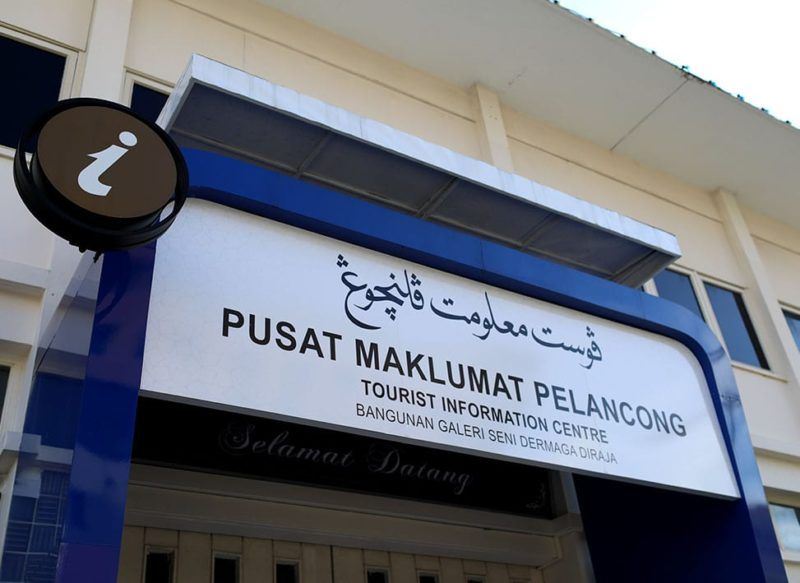 i
ڤوست معلومت ڤلنچوڠ
PUSAT MAKLUMAT PELANCONG
TOURIST INFORMATION CENTRE
BANGUNAN GALERI SENI DERMAGA DIRAJA
Selamat Datang